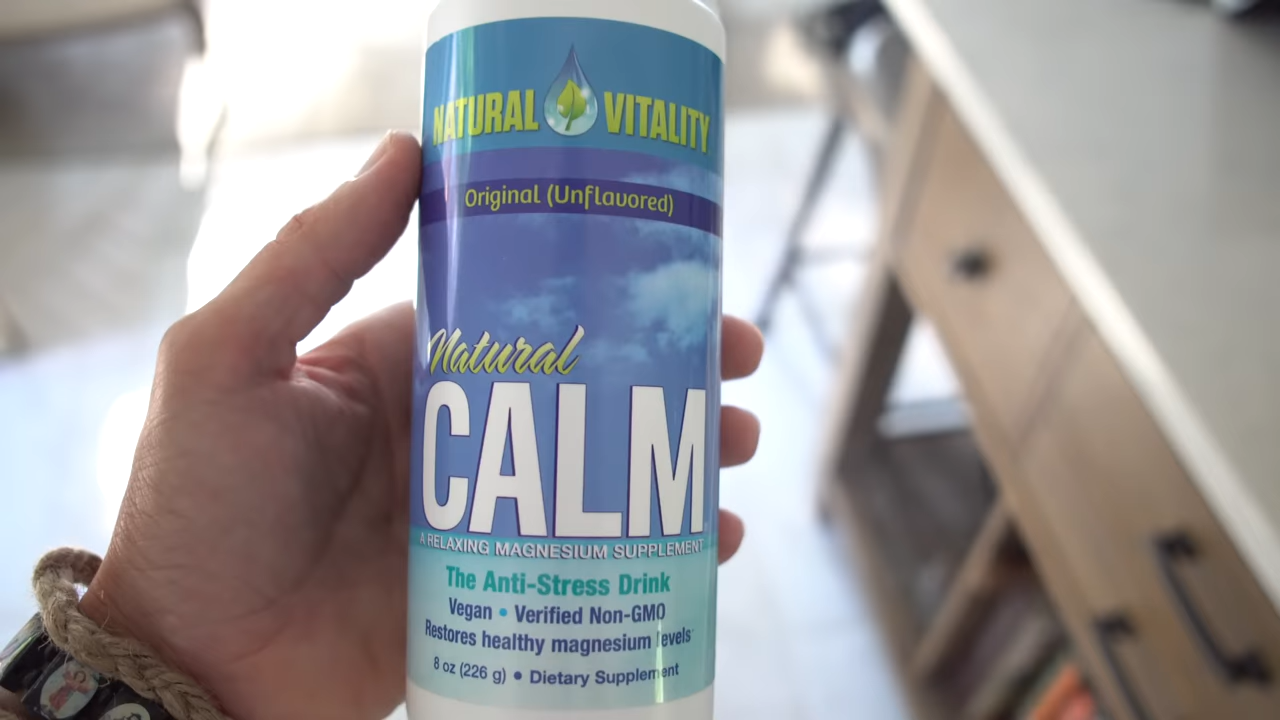 NATURAL VITALITY
Original (Unflavored)
Natural
CALM
A RELAXING MAGNESIUM SUPPLEMENT
The Anti-Stress Drink
Vegan • Verified Non-GMO
Restores healthy magnesium levels
8 oz (226 g) • Dietary Supplement